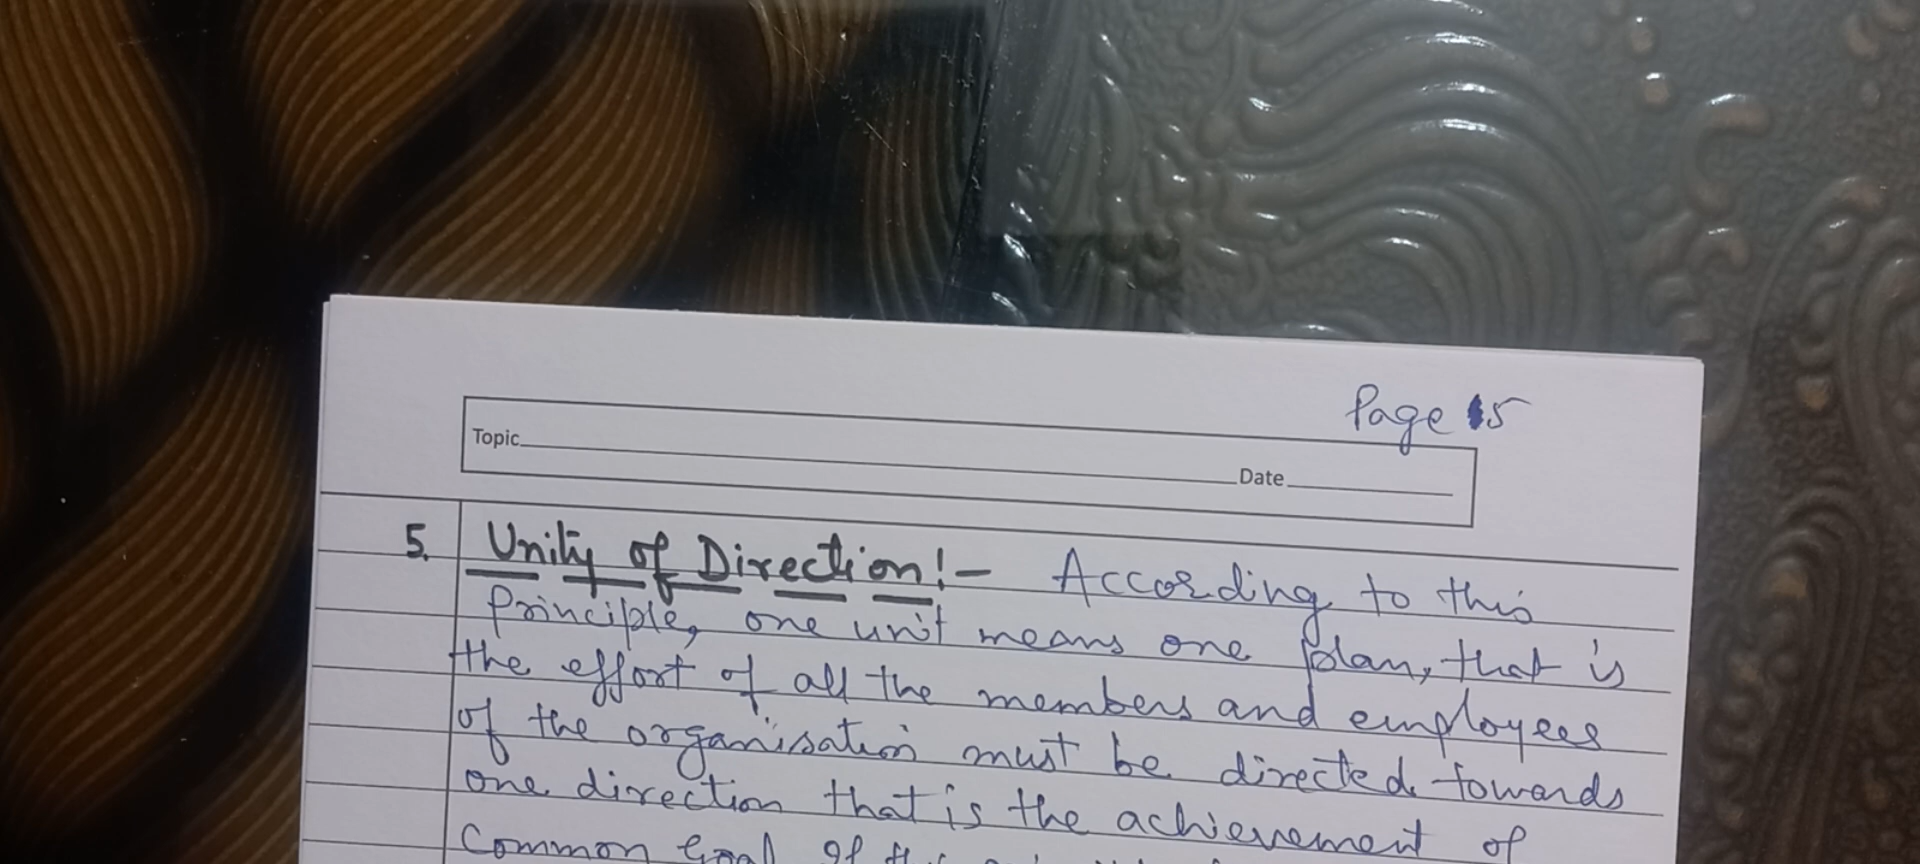 Page 5
Topic
Date
5. Unity of Direction:- According to this
Principle, one unit means one plan, that is
the effort of all the members and employees
of the organisation must be directed towards
one direction that is the achievement of
Common Goal